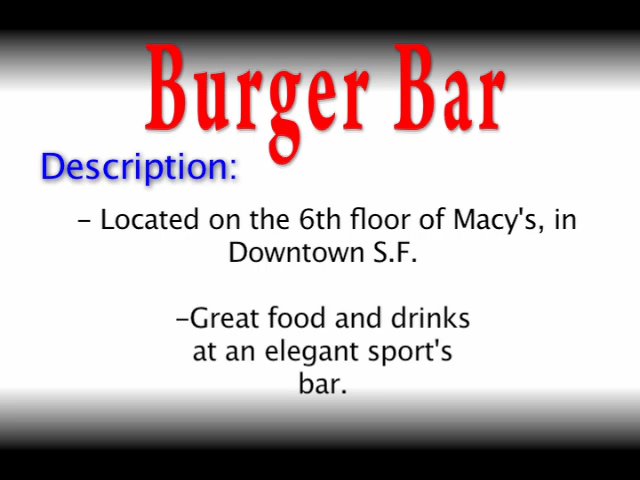 Burger Bar
Description:
- Located on the 6th floor of Macy's, in
Downtown S.F.
-Great food and drinks
at an elegant sport's
bar.